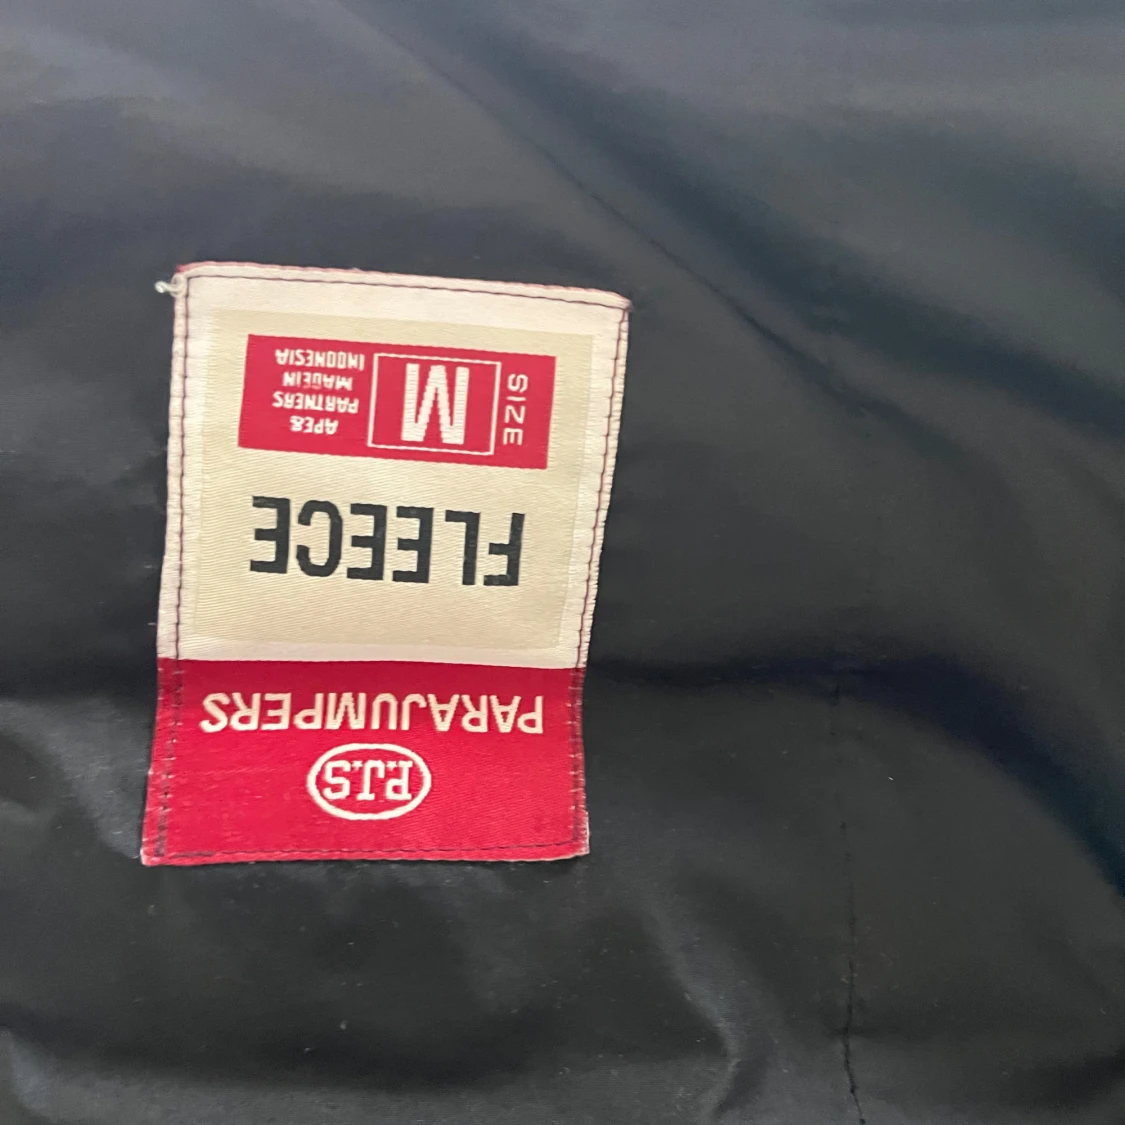 P.J.S
PARAJUMPERS
FLEECE
SIZE
M
APE&
PARTNERS
MADE IN
INDONESIA